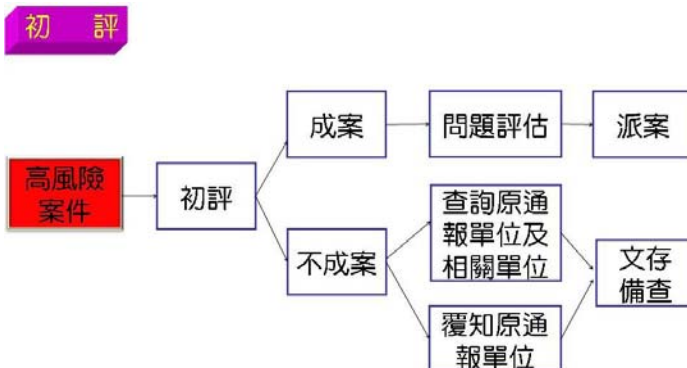 初 評
高風險
案件
初評
成案
問題評估
派案
不成案
查詢原通
報單位及
相關單位
覆知原通
報單位
文存
備查